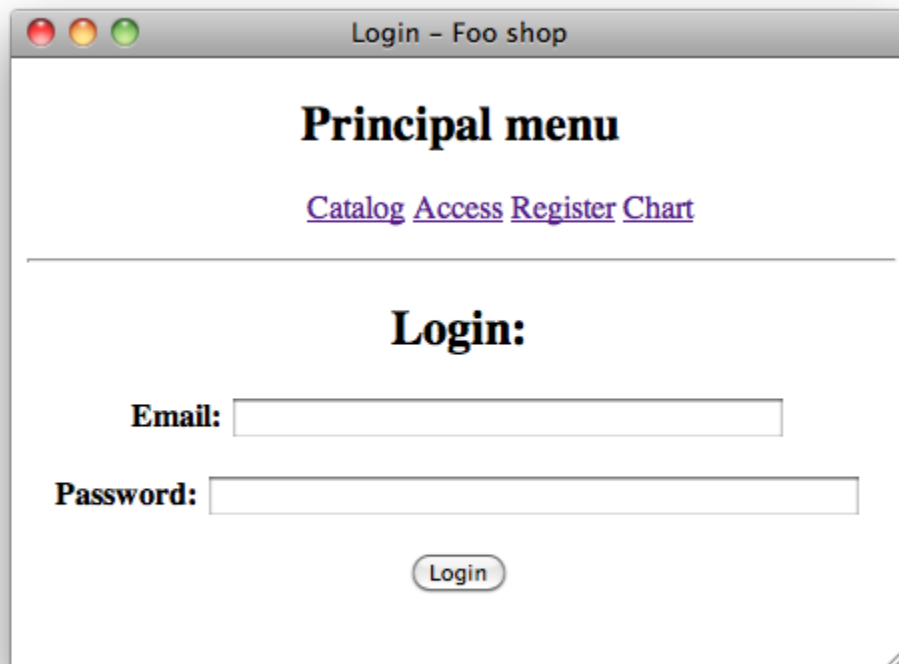 Login – Foo shop
Principal menu
Catalog Access Register Chart
Login:
Email:
Password:
Login